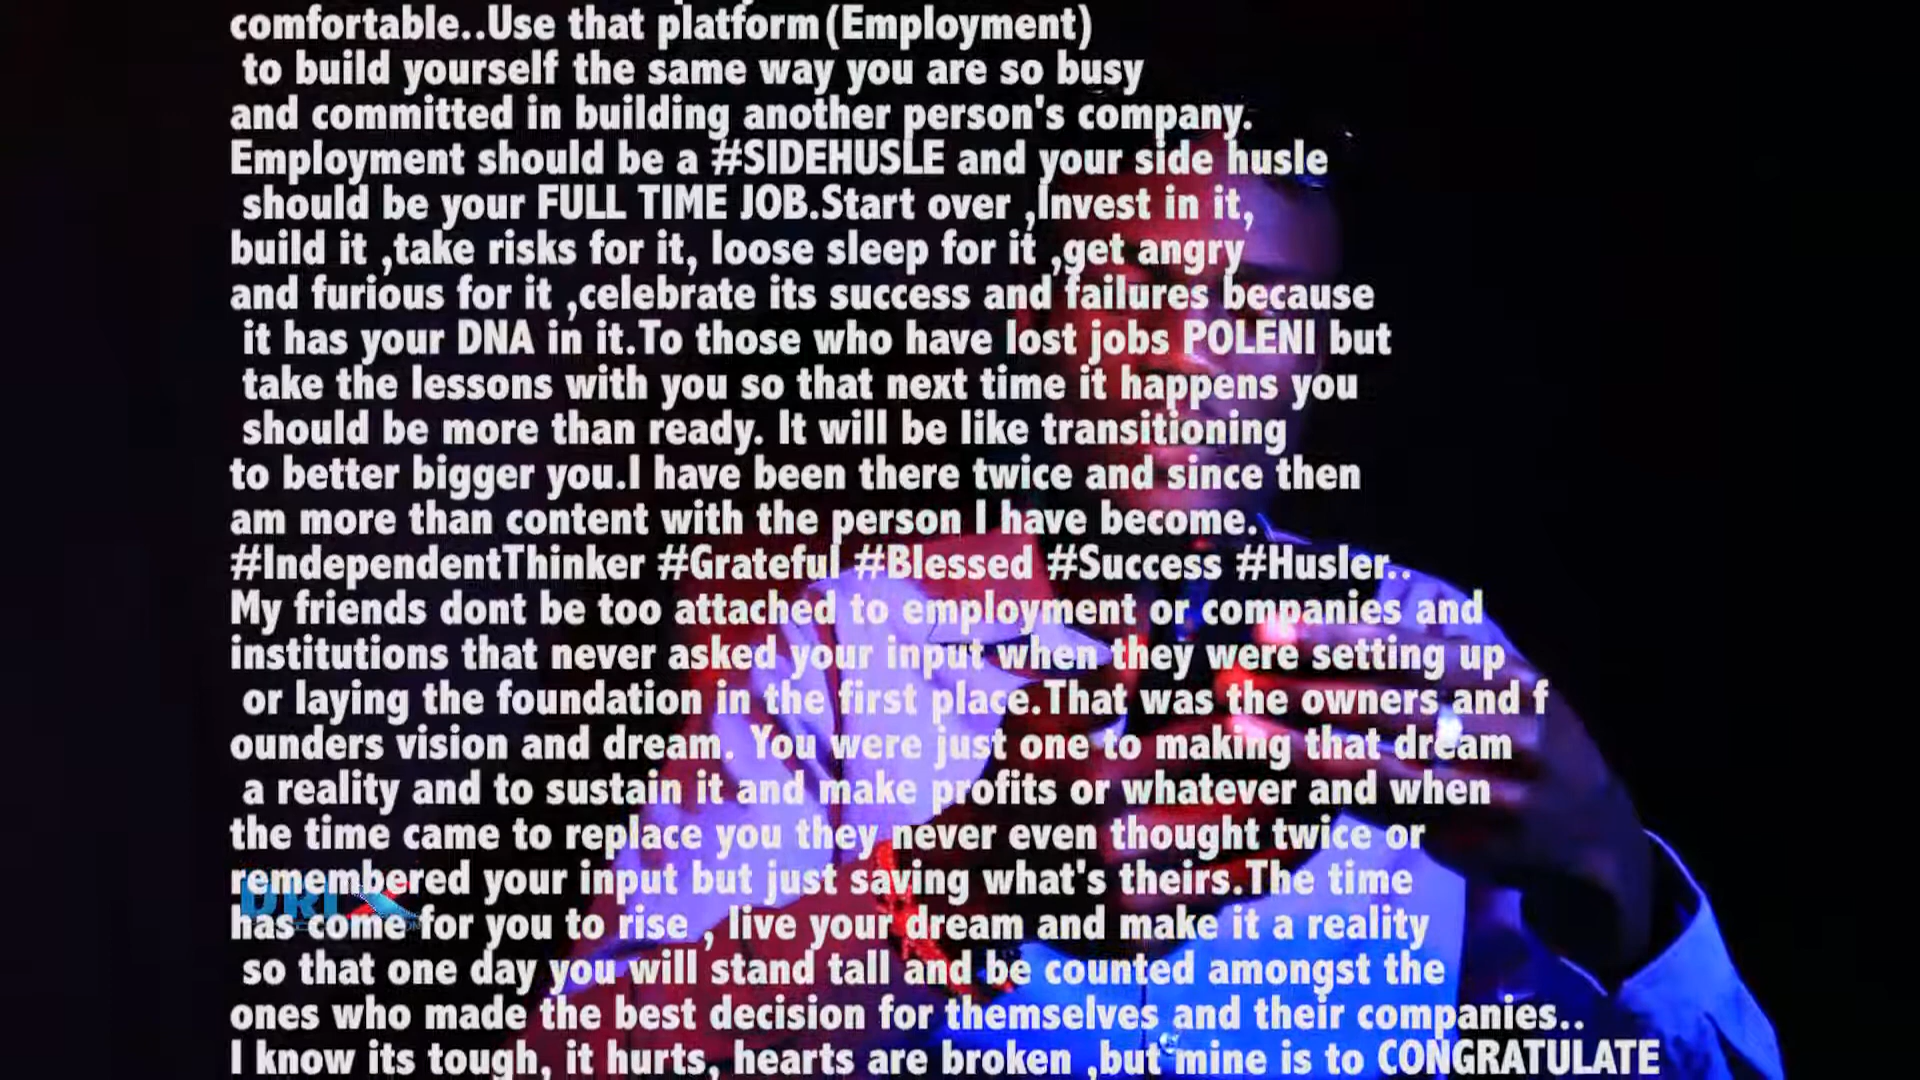 comfortable..Use that platform(Employment)
to build yourself the same way you are so busy
and committed in building another person's company.
Employment should be a #SIDEHUSLE and your side husle
should be your FULL TIME JOB.Start over ,Invest in it,
build it ,take risks for it, loose sleep for it ,get angry
and furious for it ,celebrate its success and failures because
it has your DNA in it.To those who have lost jobs POLENI but
take the lessons with you so that next time it happens you
should be more than ready. It will be like transitioning
to better bigger you.I have been there twice and since then
am more than content with the person I have become.
#IndependentThinker #Grateful #Blessed #Success #Husler..
My friends dont be too attached to employment or companies and
institutions that never asked your input when they were setting up
or laying the foundation in the first place.That was the owners and f
ounders vision and dream. You were just one to making that dream
a reality and to sustain it and make profits or whatever and when
the time came to replace you they never even thought twice or
remembered your input but just saving what's theirs.The time
has come for you to rise , live your dream and make it a reality
so that one day you will stand tall and be counted amongst the
ones who made the best decision for themselves and their companies..
I know its tough, it hurts, hearts are broken ,but mine is to CONGRATULATE